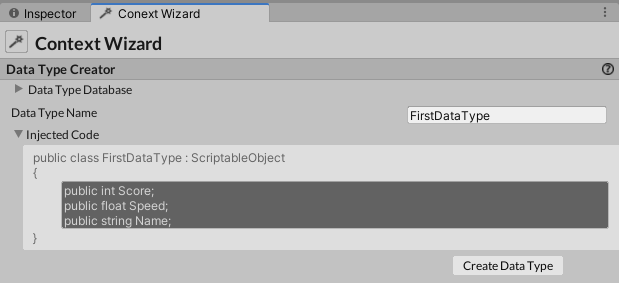 Inspector
Conext Wizard
Context Wizard
Data Type Creator
Data Type Database
Data Type Name
FirstDataType
Injected Code
public class FirstDataType : ScriptableObject
{
public int Score;
public float Speed;
public string Name;
}
Create Data Type